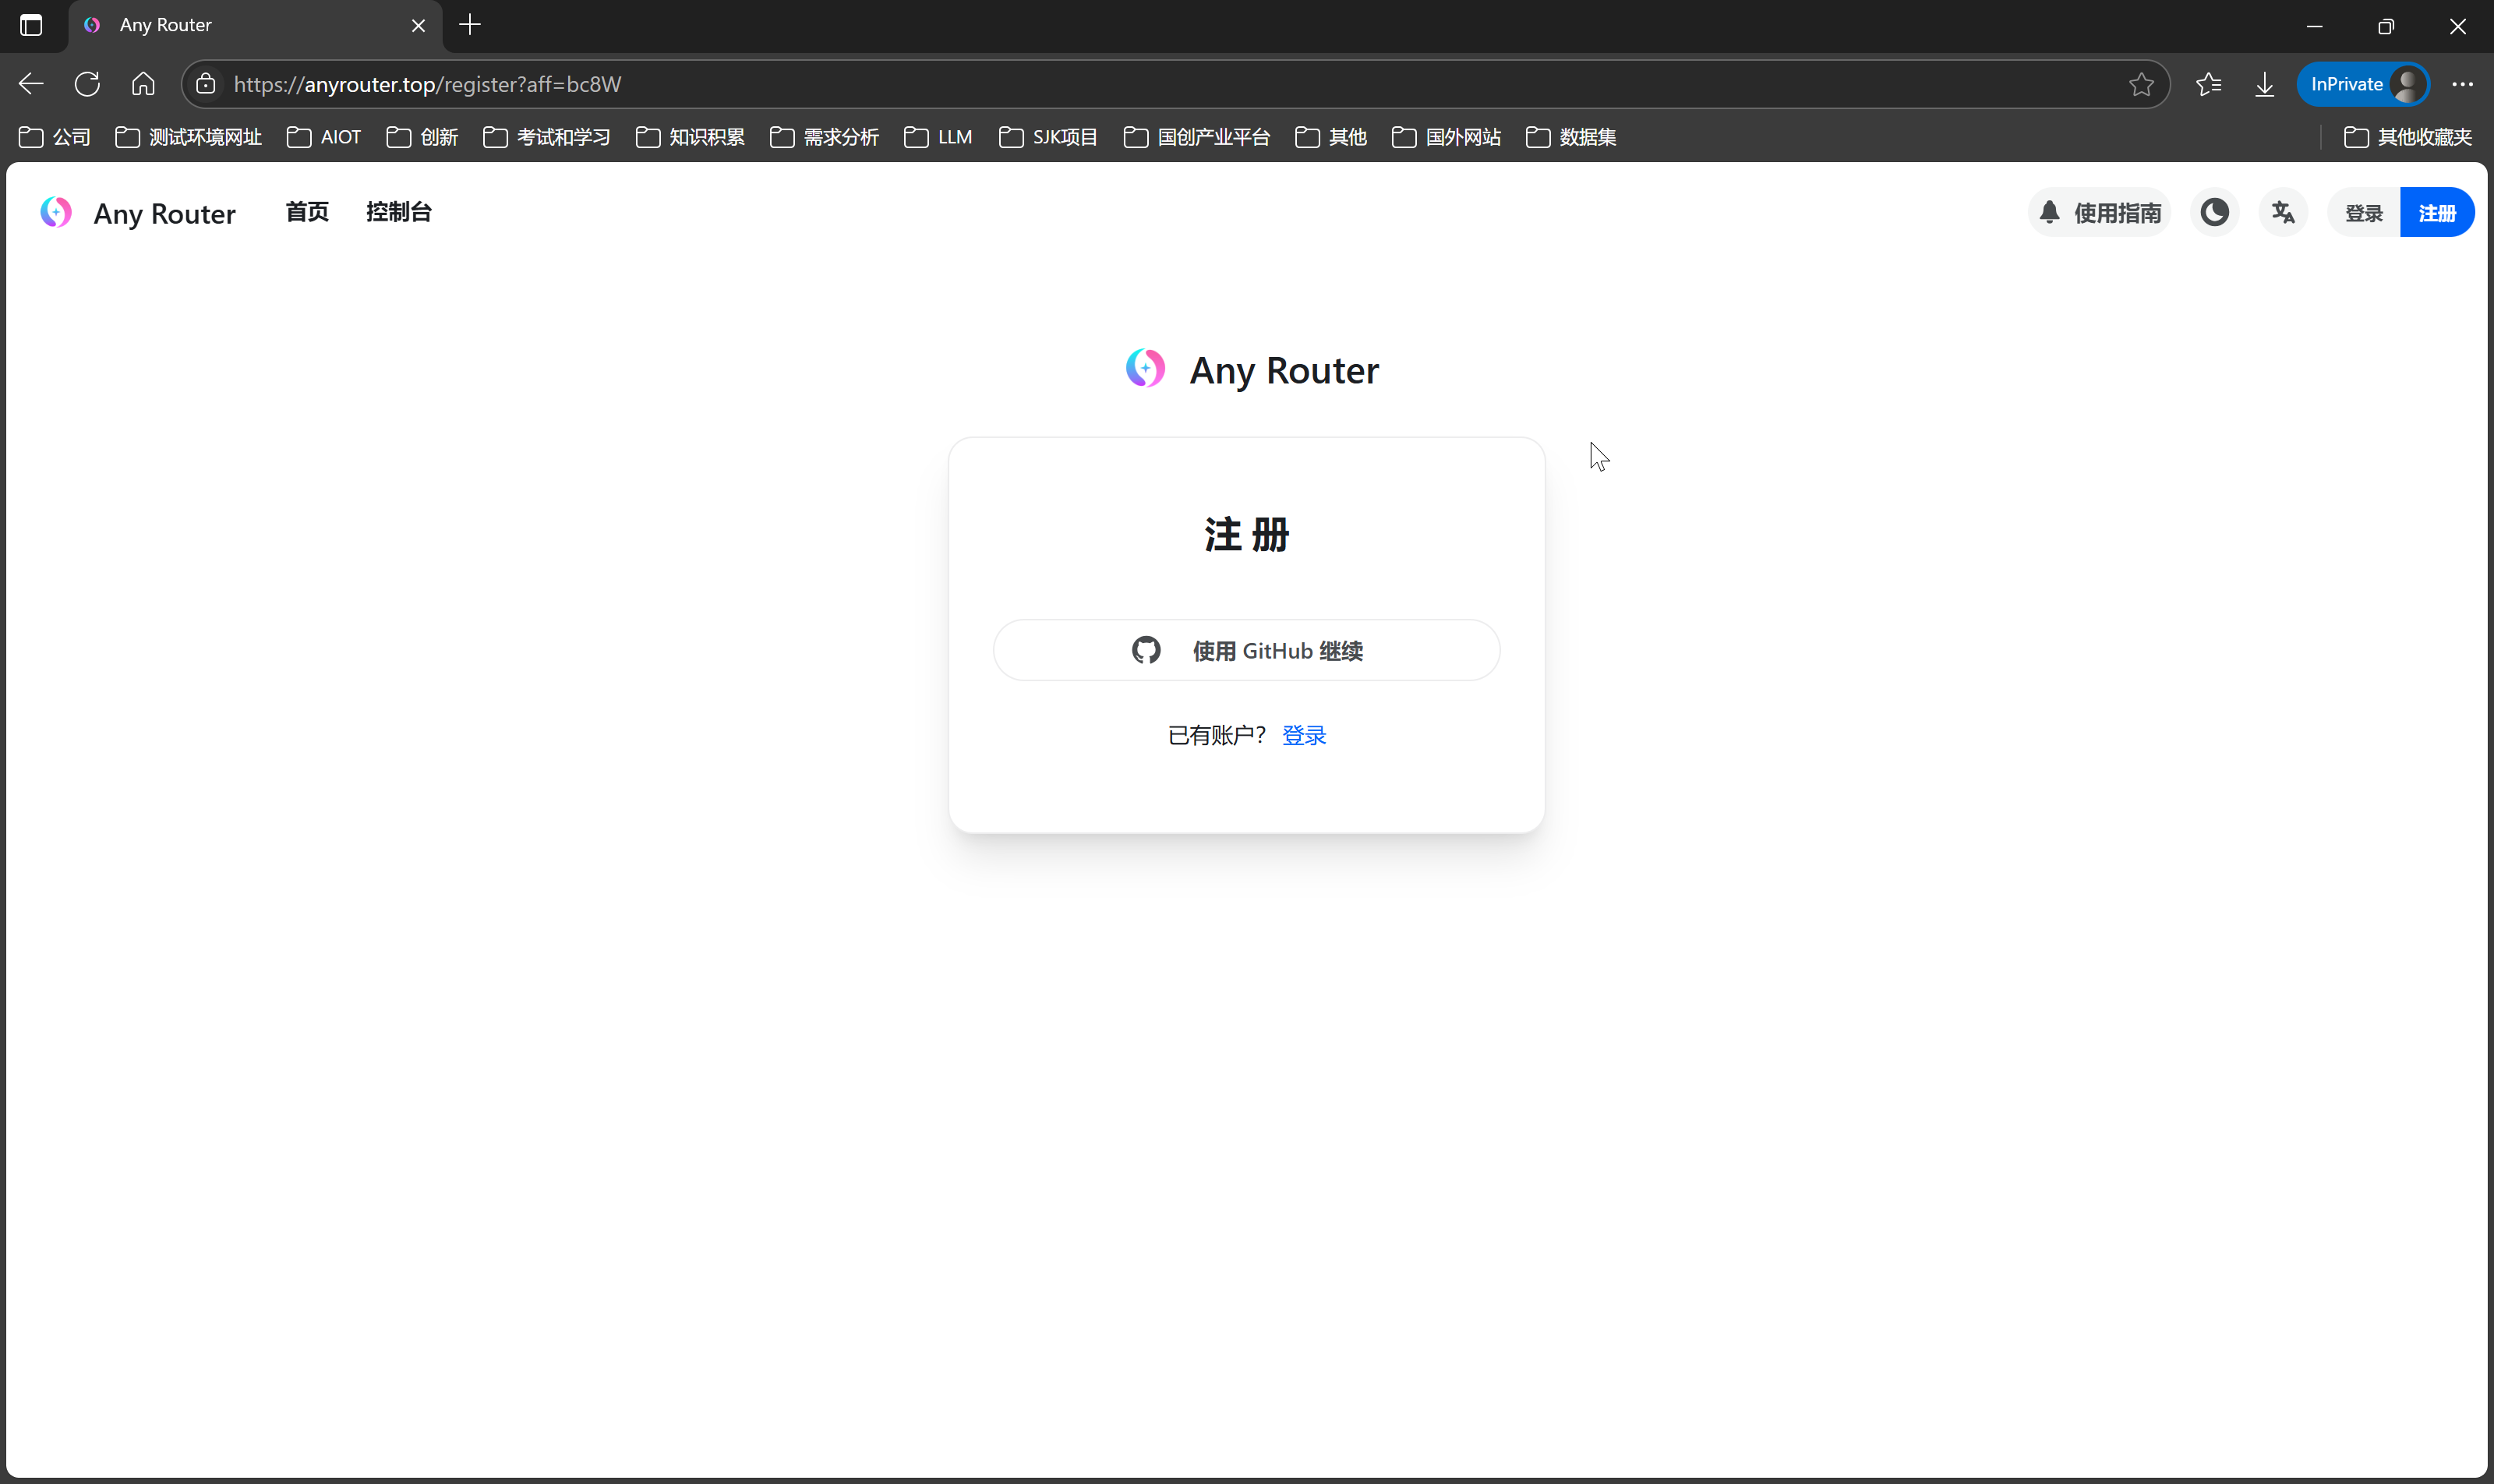 Any Router
https://anyrouter.top/register?aff=bc8W
InPrivate
公司 测试环境网址 AIOT 创新 考试和学习 知识积累 需求分析 LLM SJK项目 国创产业平台 其他 国外网站 数据集 其他收藏夹
Any Router 首页 控制台 使用指南 文A 登录 注册
Any Router
注 册
使用 GitHub 继续
已有账户？ 登录